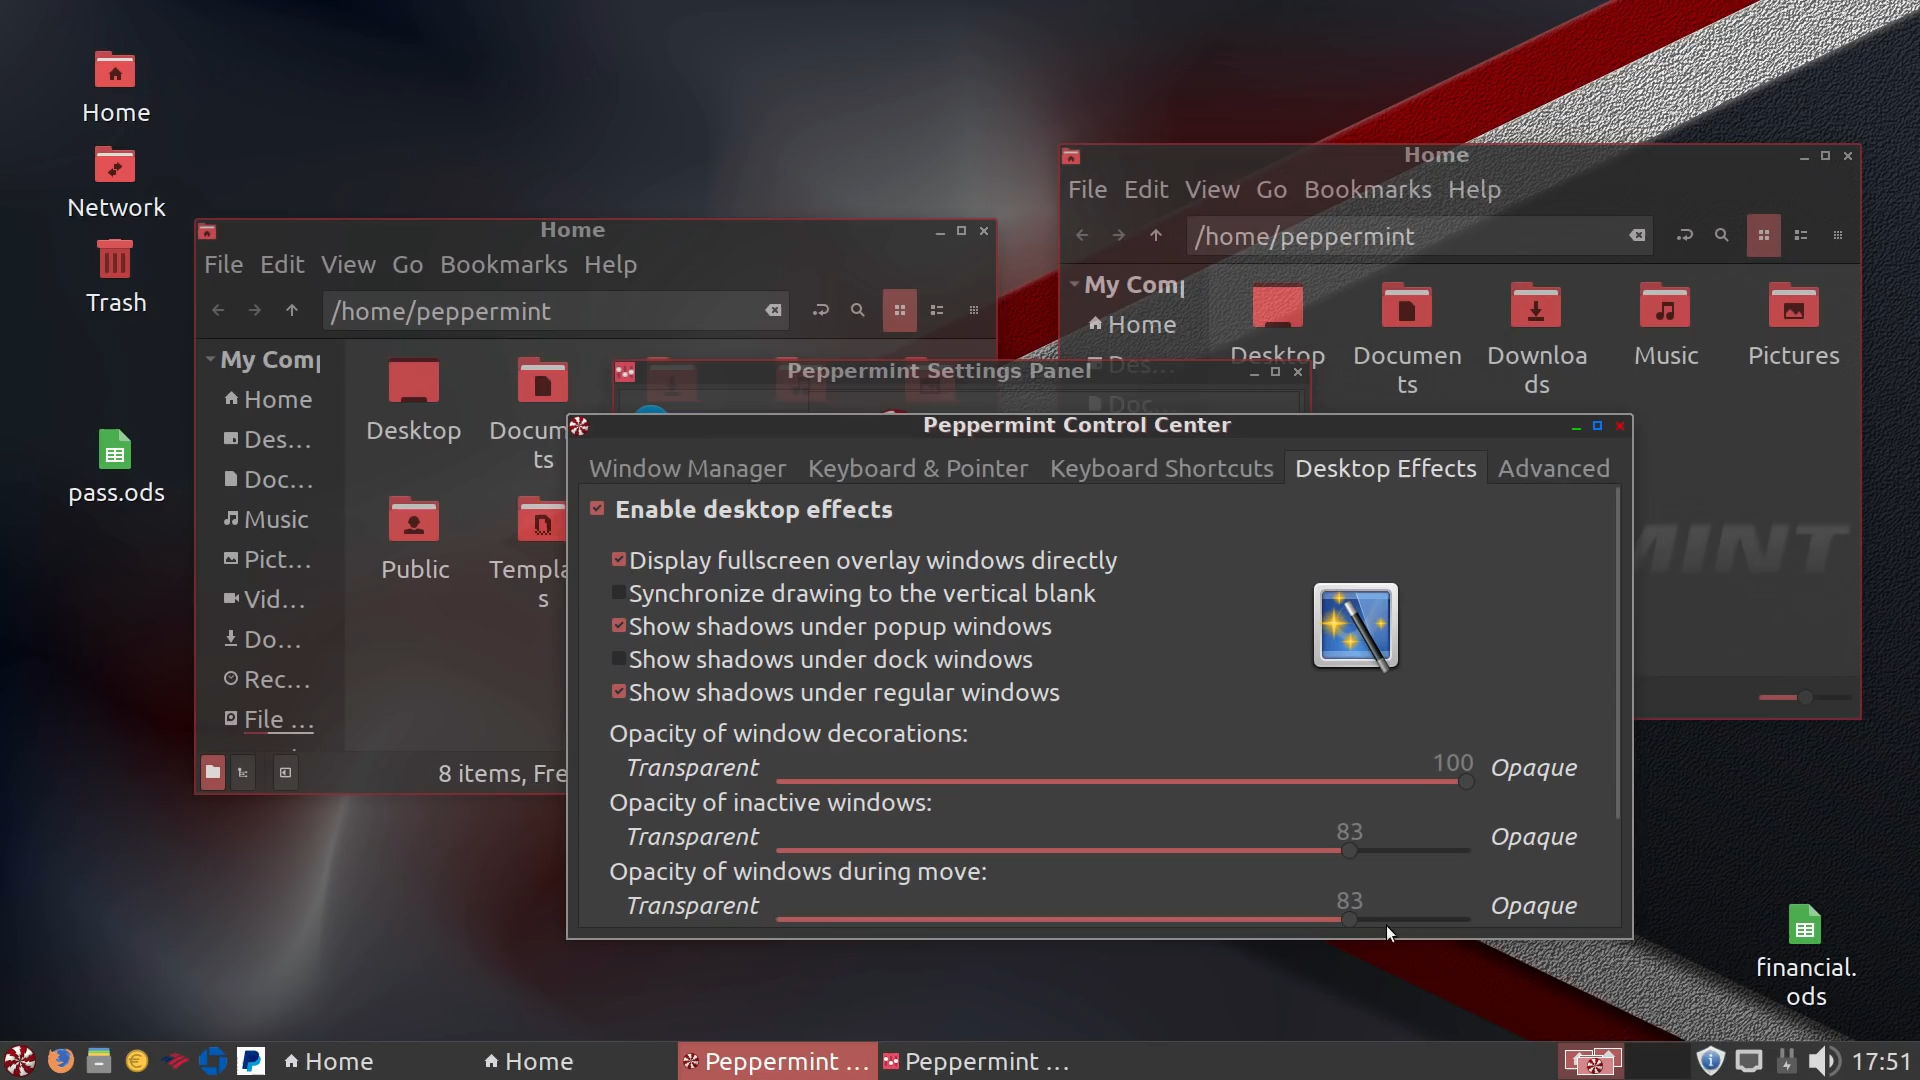 Home
Network
Trash
pass.ods
financial.
ods
Home
File Edit View Go Bookmarks Help
/home/peppermint
My Comp
Home
Des...
Doc...
Music
Pict...
Vid...
Do...
Rec...
File ...
Desktop
Docum
ts
Public
Templa
s
8 items, Fre
Home
File Edit View Go Bookmarks Help
/home/peppermint
My Comp
Home
Des...
Doc...
Desktop
Documen
ts
Downloa
ds
Music
Pictures
MINT
Peppermint Settings Panel
Peppermint Control Center
Window Manager Keyboard & Pointer Keyboard Shortcuts Desktop Effects Advanced
Enable desktop effects
Display fullscreen overlay windows directly
Synchronize drawing to the vertical blank
Show shadows under popup windows
Show shadows under dock windows
Show shadows under regular windows
Opacity of window decorations:
Transparent 100 Opaque
Opacity of inactive windows:
Transparent 83 Opaque
Opacity of windows during move:
Transparent 83 Opaque
Home Home Peppermint ... Peppermint ... 17:51